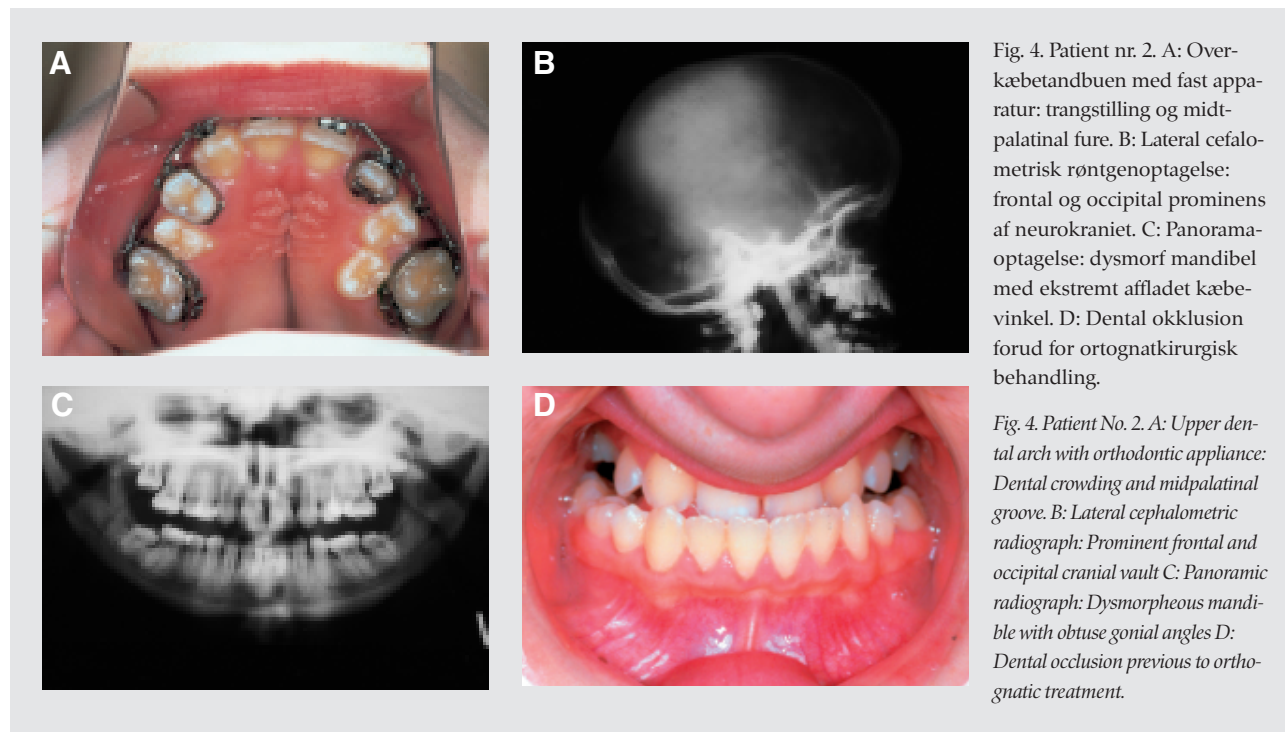 A
B
C
D
Fig. 4. Patient nr. 2. A: Over-
kæbetandbuen med fast appa-
ratur: trangstilling og midt-
palatinal fure. B: Lateral cefalo-
metrisk røntgenoptagelse:
frontal og occipital prominens
af neurokraniet. C: Panorama-
optagelse: dysmorf mandibel
med ekstremt affladet kæbe-
vinkel. D: Dental okklusion
forud for ortognatkirurgisk
behandling.
Fig. 4. Patient No. 2. A: Upper den-
tal arch with orthodontic appliance:
Dental crowding and midpalatinal
groove. B: Lateral cephalometric
radiograph: Prominent frontal and
occipital cranial vault C: Panoramic
radiograph: Dysmorpheous mandi-
ble with obtuse gonial angles D:
Dental occlusion previous to ortho-
gnatic treatment.